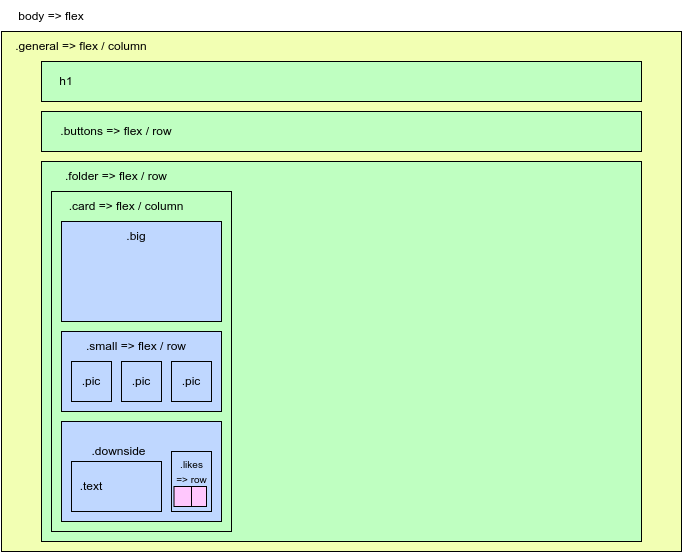 body => flex
.general => flex / column
h1
.buttons => flex / row
.folder => flex / row
.card => flex / column
.big
.small => flex / row
.pic .pic .pic
.downside
.text
.likes
=> row